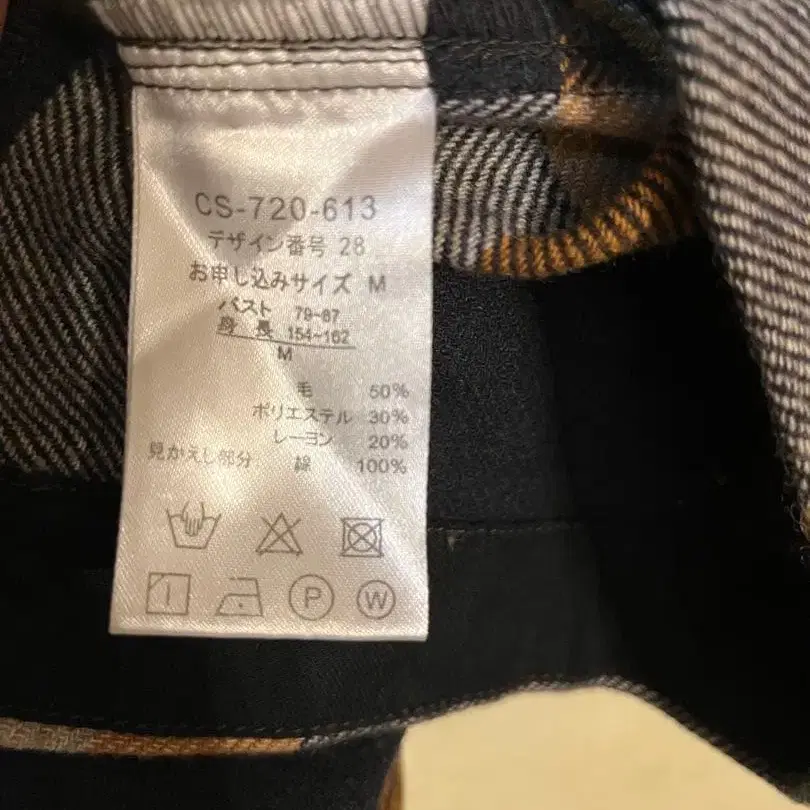 CS-720-613
デザイン番号 28
お申し込みサイズ M
バスト 79-87
身長 154-162
M
毛 50%
ポリエステル 30%
レーヨン 20%
見かえし部分 綿 100%
P W